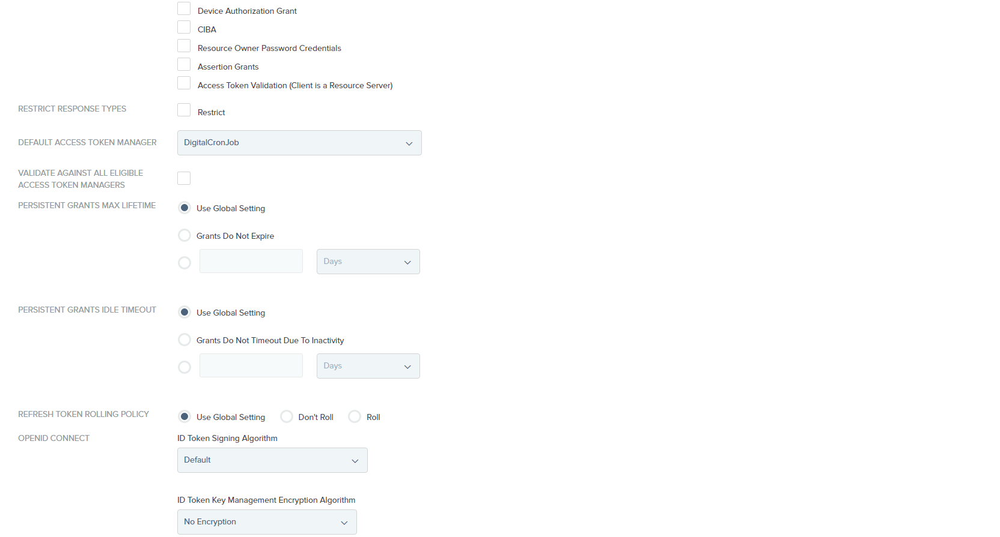 Device Authorization Grant
CIBA
Resource Owner Password Credentials
Assertion Grants
Access Token Validation (Client is a Resource Server)
RESTRICT RESPONSE TYPES
Restrict
DEFAULT ACCESS TOKEN MANAGER
DigitalCronJob
VALIDATE AGAINST ALL ELIGIBLE
ACCESS TOKEN MANAGERS
PERSISTENT GRANTS MAX LIFETIME
Use Global Setting
Grants Do Not Expire
Days
PERSISTENT GRANTS IDLE TIMEOUT
Use Global Setting
Grants Do Not Timeout Due To Inactivity
Days
REFRESH TOKEN ROLLING POLICY
Use Global Setting Don't Roll Roll
OPENID CONNECT
ID Token Signing Algorithm
Default
ID Token Key Management Encryption Algorithm
No Encryption